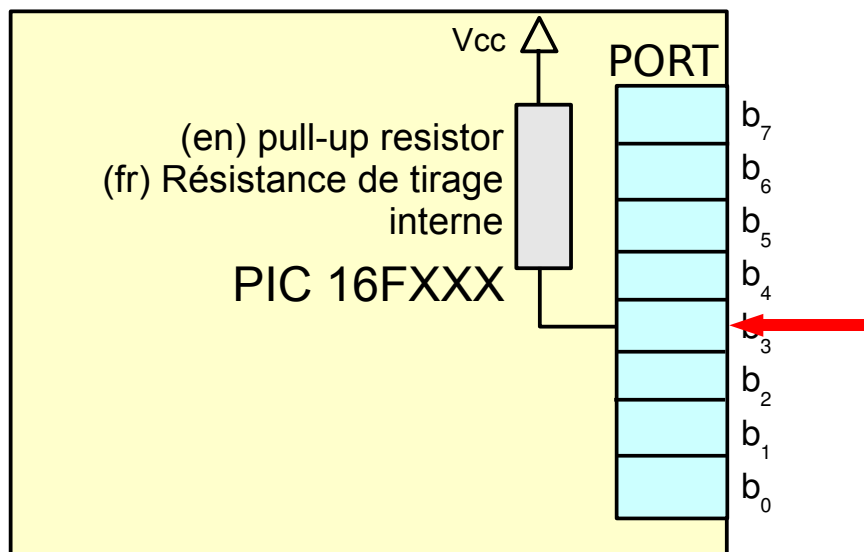 Vcc
PORT
(en) pull-up resistor
(fr) Résistance de tirage
interne
PIC 16FXXX
b7
b6
b5
b4
b3
b2
b1
b0